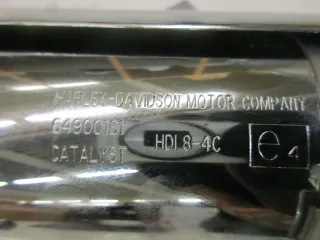 HARLEY-DAVIDSON MOTOR COMPANY
64900161
CATALYST HDI 8-4C e4